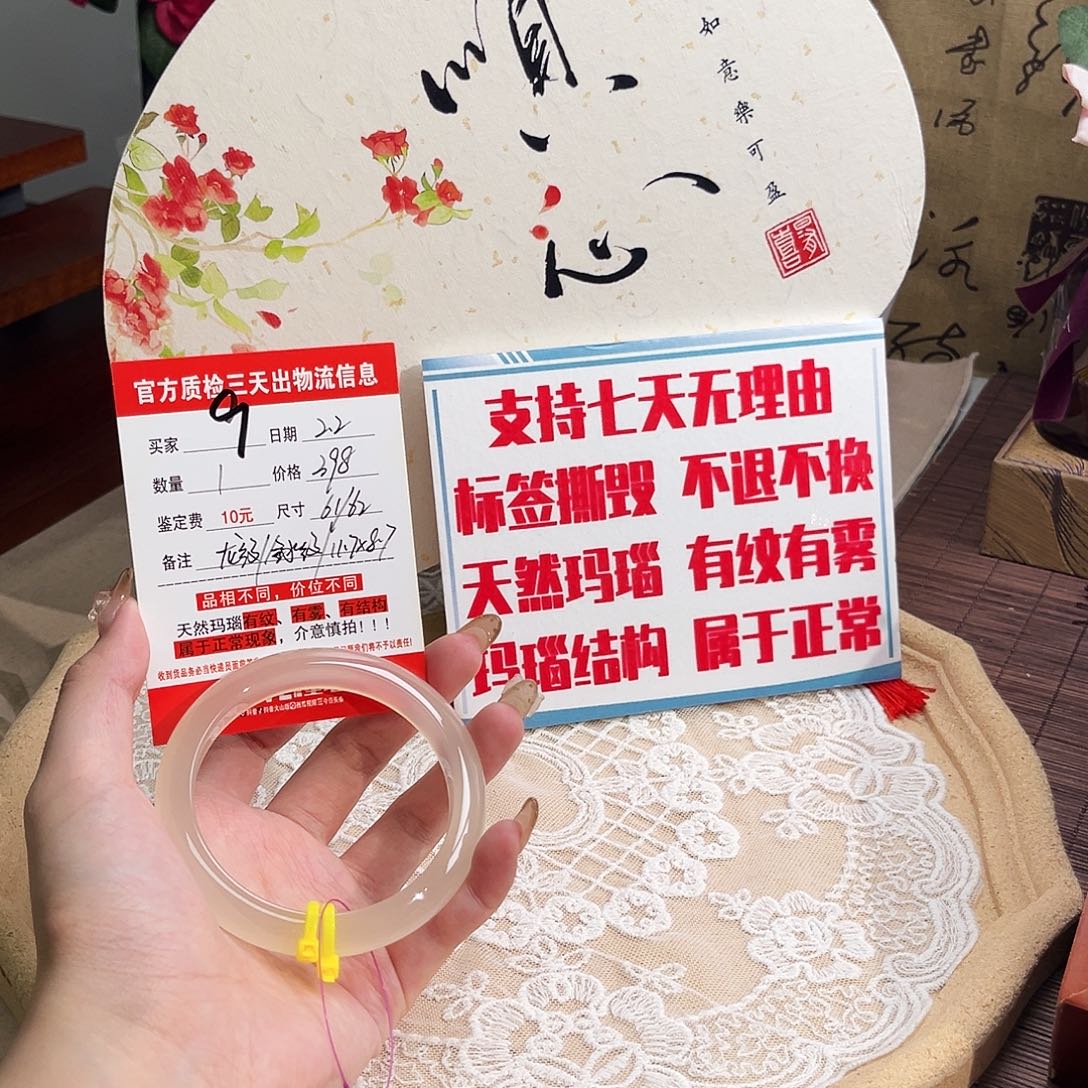 如意樂可盈
官方质检三天出物流信息
买家 9 日期 2.2
数量 1 价格 398
鉴定费 10元 尺寸 61/62
备注 11.7x8.7
品相不同，价位不同
天然玛瑙有纹、有雾、有结构
属于正常现象，介意慎拍！！！
支持七天无理由
标签撕毁 不退不换
天然玛瑙 有纹有雾
玛瑙结构 属于正常